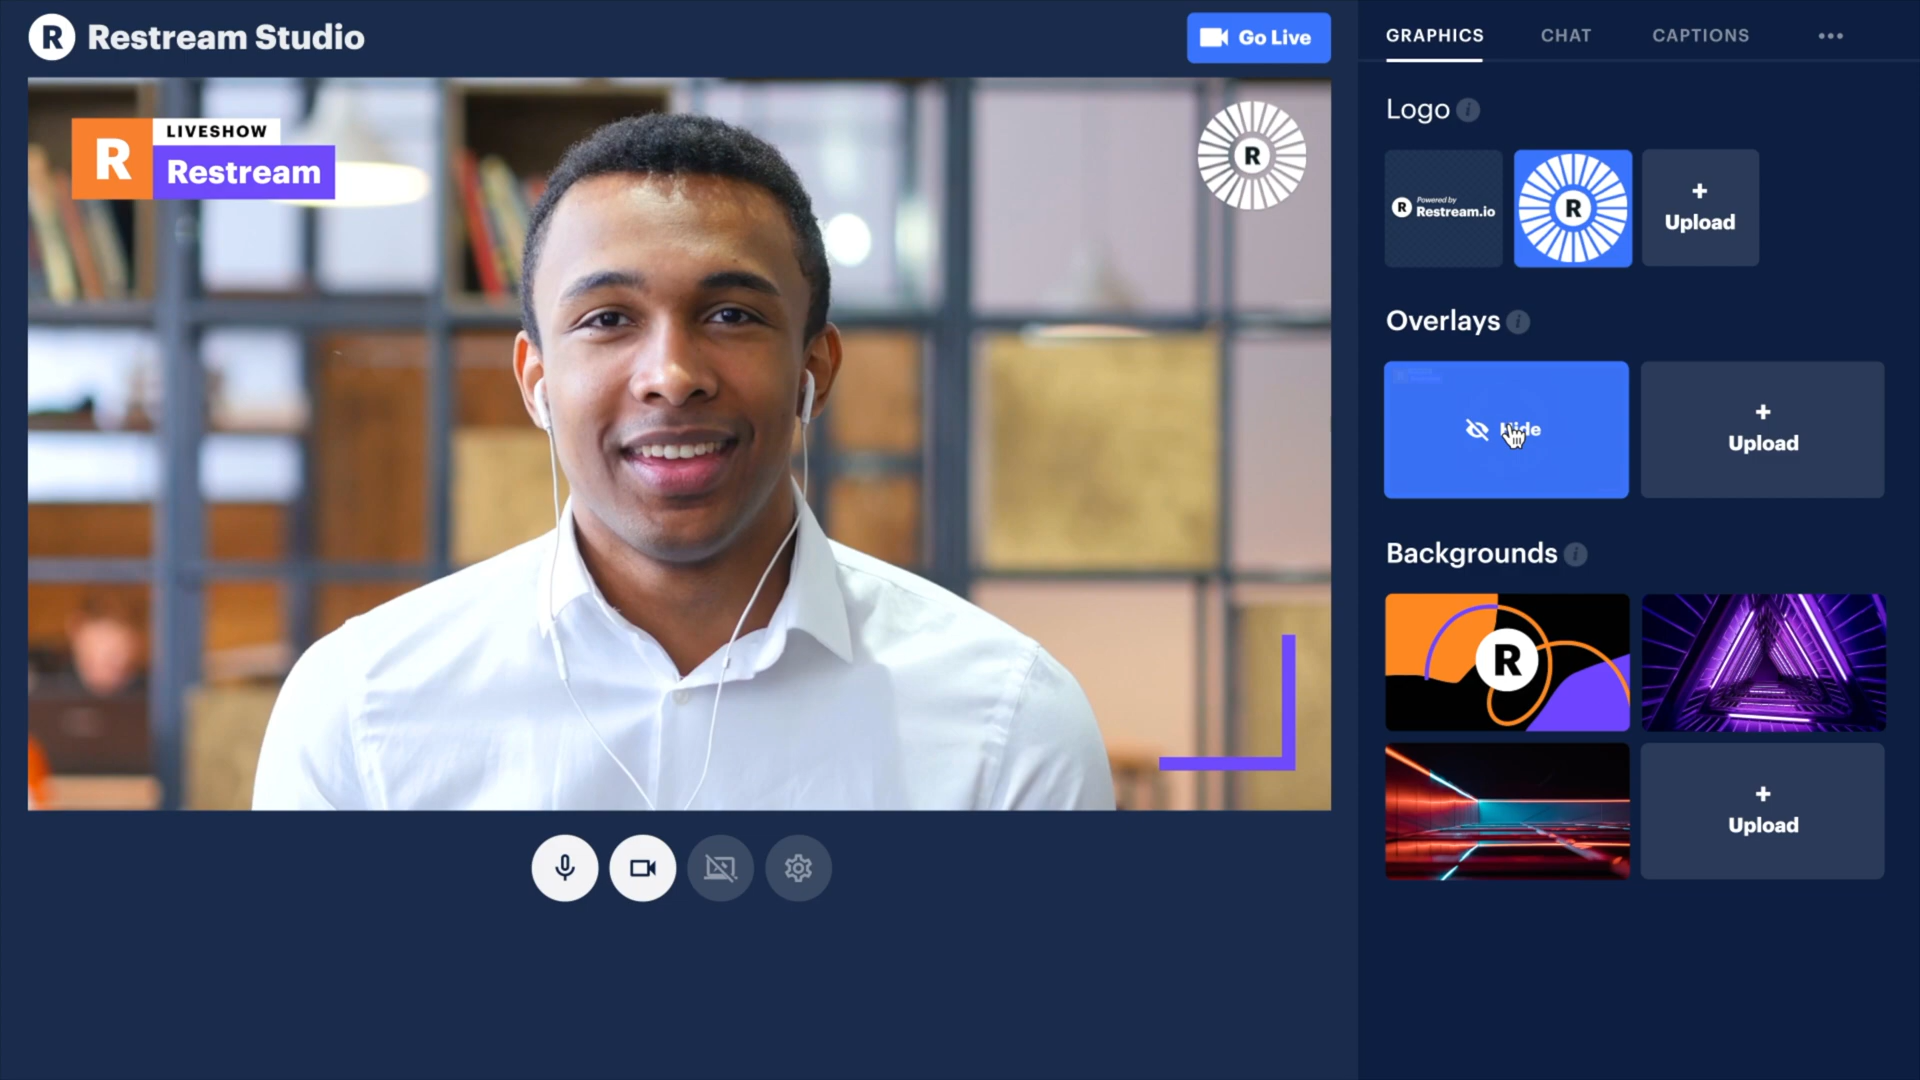 R Restream Studio
Go Live
GRAPHICS
CHAT
CAPTIONS
R
LIVESHOW
Restream
R
Logo i
R Powered by
Restream.io
R
+
Upload
Overlays i
Hide
+
Upload
Backgrounds i
R
+
Upload